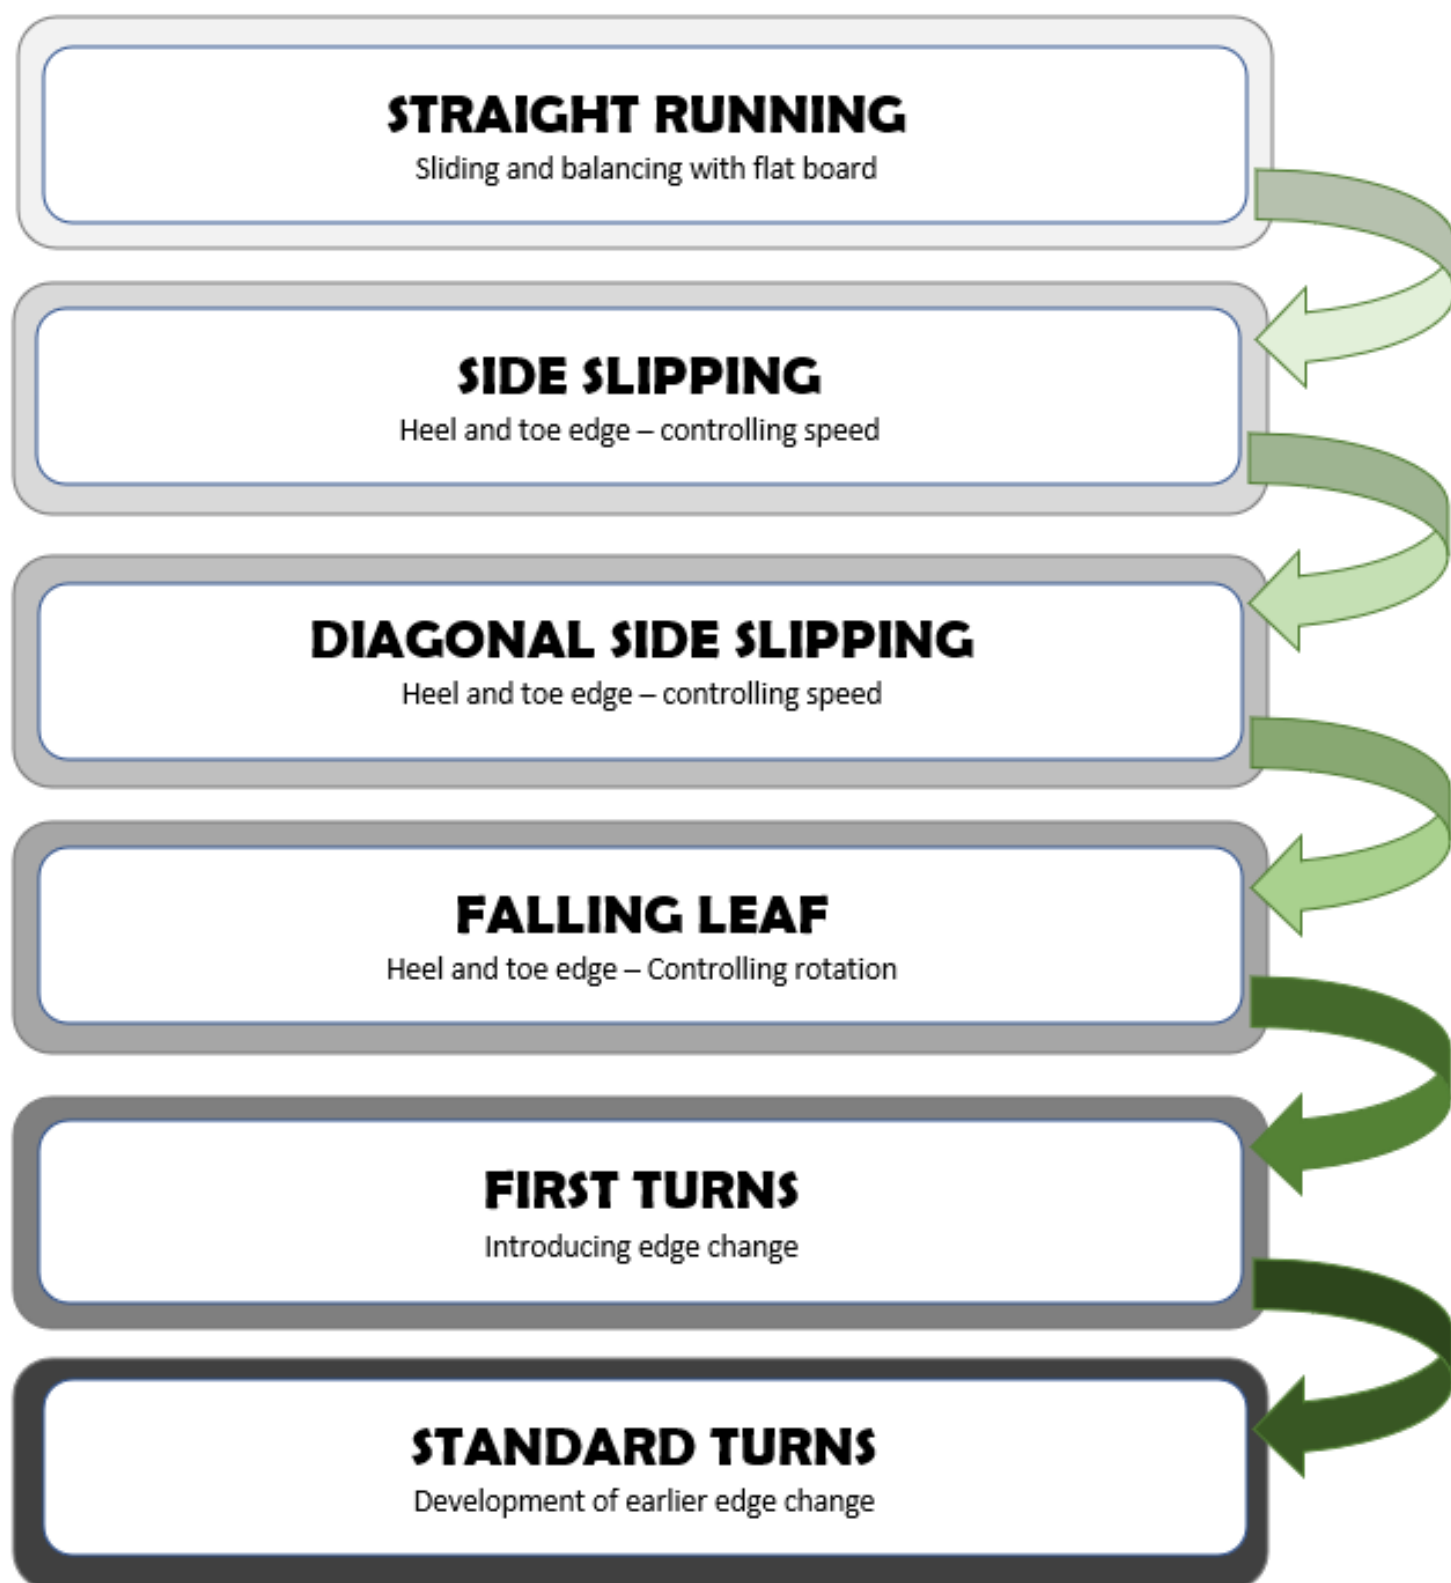 STRAIGHT RUNNING
Sliding and balancing with flat board
SIDE SLIPPING
Heel and toe edge – controlling speed
DIAGONAL SIDE SLIPPING
Heel and toe edge – controlling speed
FALLING LEAF
Heel and toe edge – Controlling rotation
FIRST TURNS
Introducing edge change
STANDARD TURNS
Development of earlier edge change